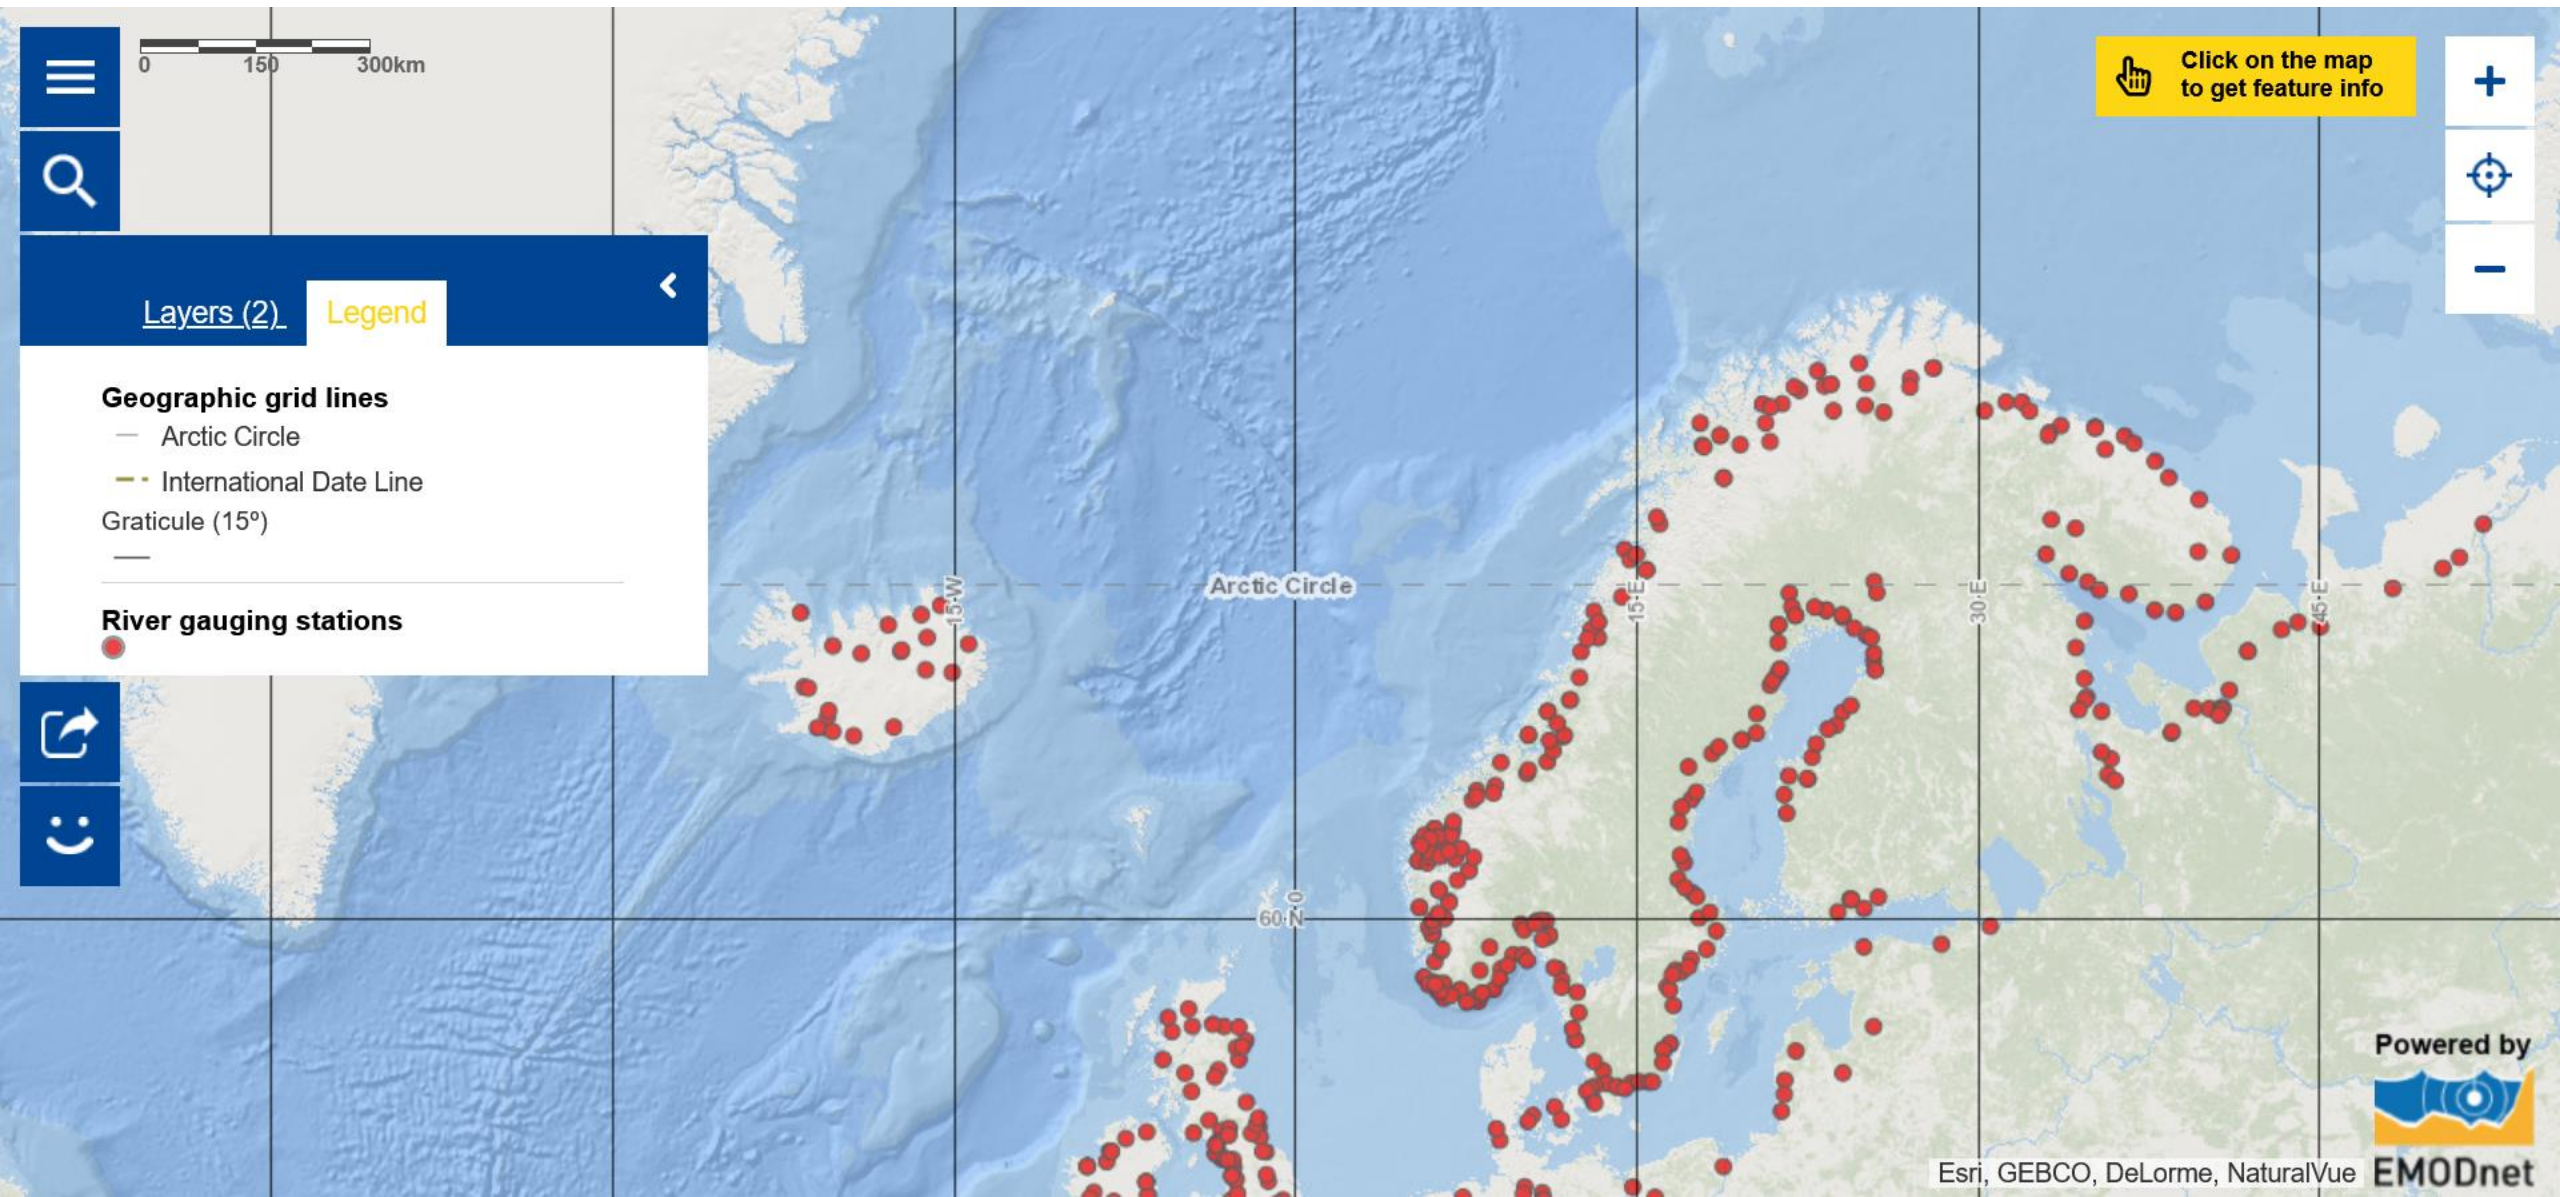 0 150 300km
Click on the map
to get feature info
Layers (2) Legend
Geographic grid lines
Arctic Circle
International Date Line
Graticule (15º)
River gauging stations
Arctic Circle
15·W
15·E
30·E
45·E
0
60·N
Powered by
EMODnet
Esri, GEBCO, DeLorme, NaturalVue